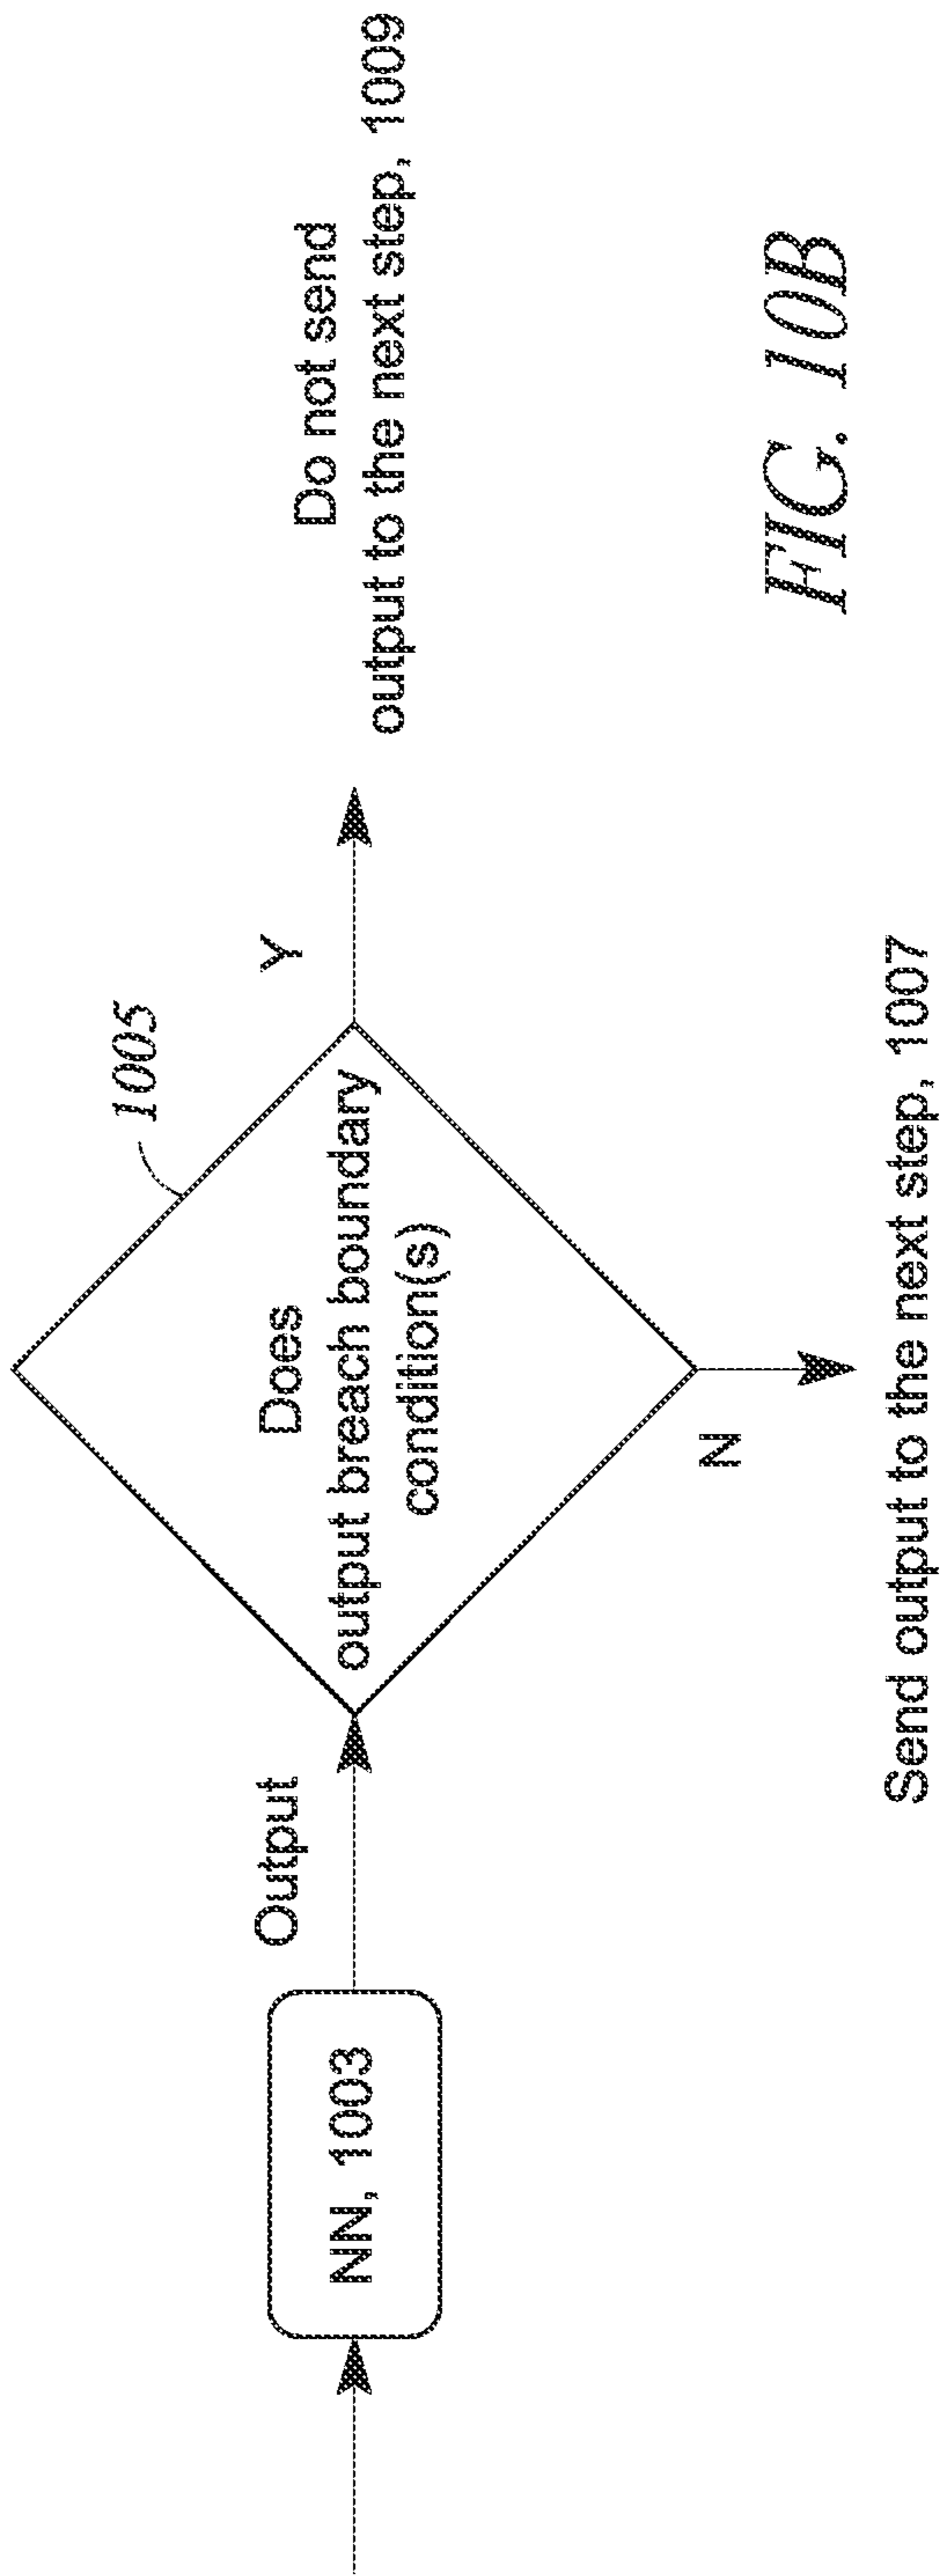 NN, 1003
Output
1005
Does
output breach boundary
condition(s)
Y
Do not send
output to the next step, 1009
N
Send output to the next step, 1007
FIG. 10B